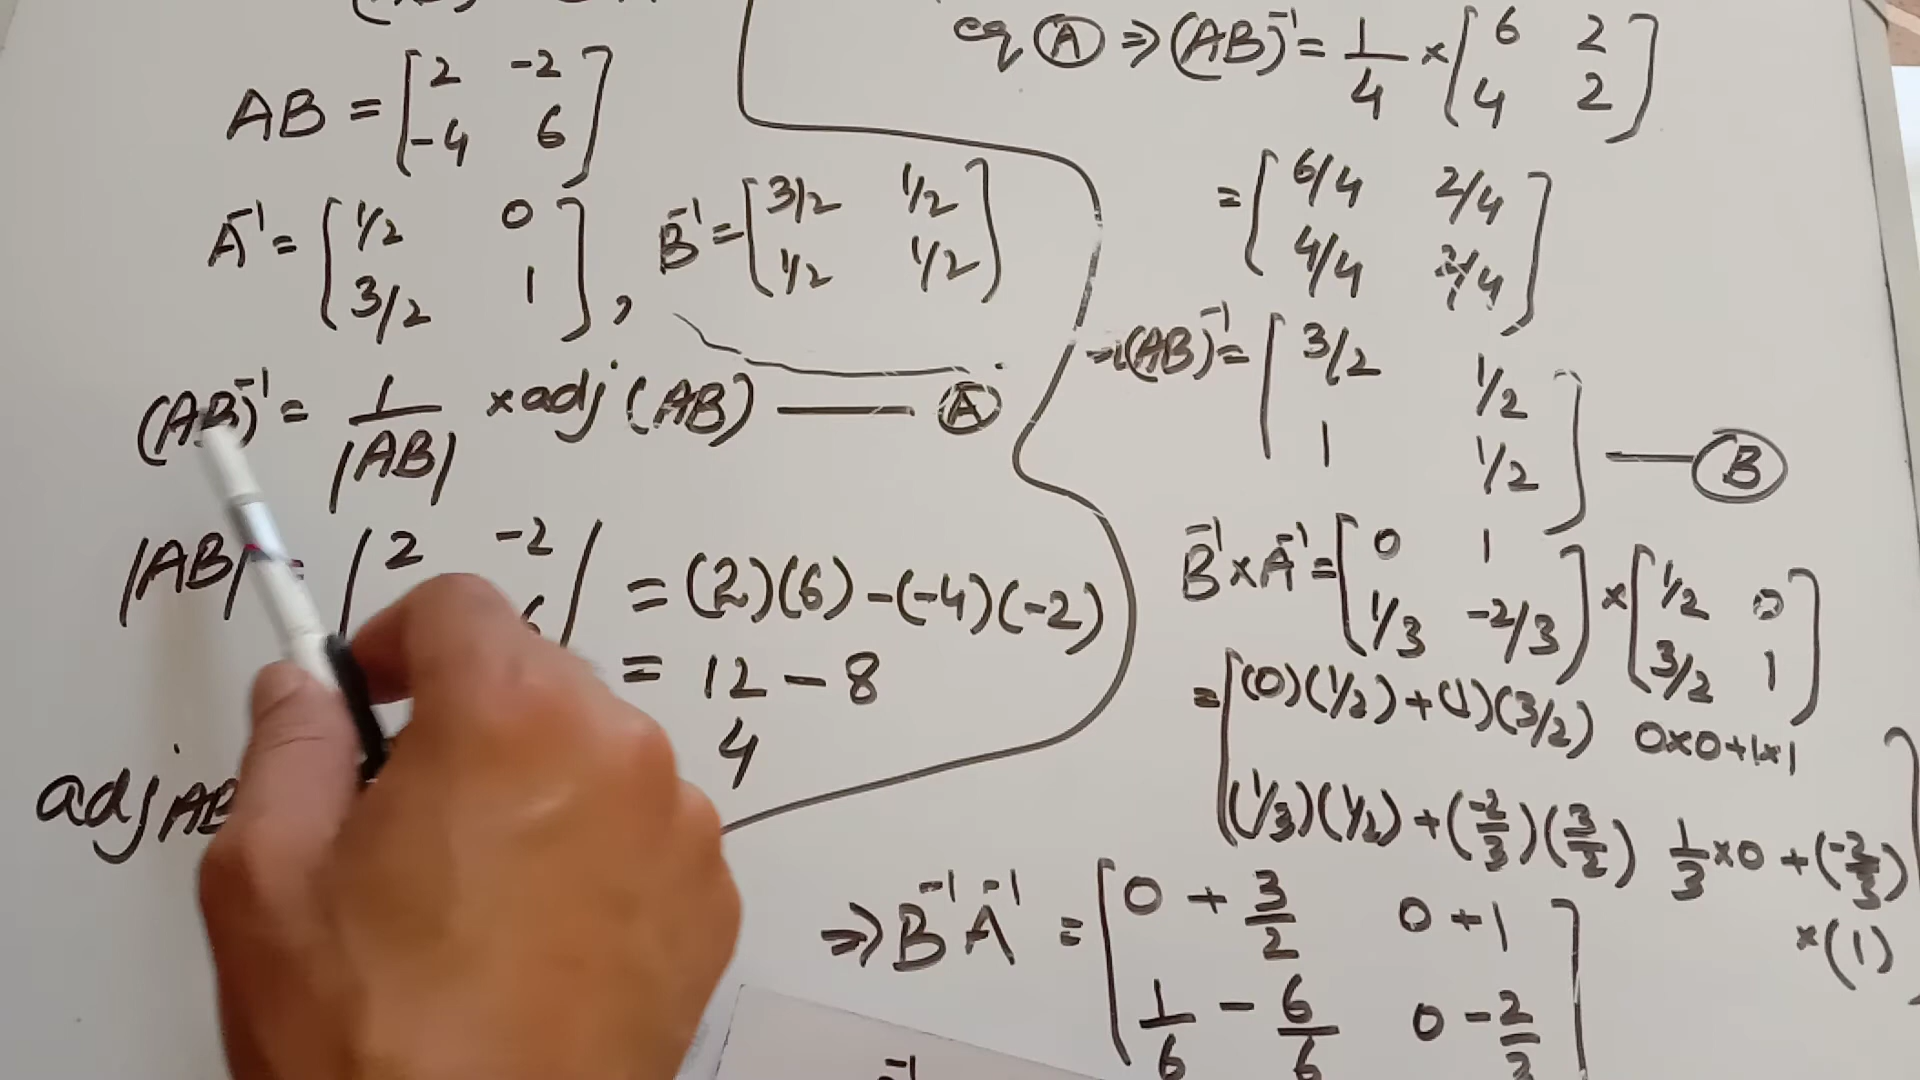 AB = [2 -2
-4 6]
A⁻¹ = [1/2 0
3/2 1],
B⁻¹ = [3/2 1/2
1/2 1/2]
(AB)⁻¹ = 1/|AB| × adj(AB) —— Ⓐ
|AB| = |2 -2
6| = (2)(6) - (-4)(-2)
= 12 - 8
4
adj AB
eq Ⓐ ⇒ (AB)⁻¹ = 1/4 × [6 2
4 2]
= [6/4 2/4
4/4 2/4]
→ (AB)⁻¹ = [3/2 1/2
1 1/2] —— Ⓑ
B⁻¹ × A⁻¹ = [0 1
1/3 -2/3] × [1/2 0
3/2 1]
= [(0)(1/2) + (1)(3/2) 0×0+1×1
(1/3)(1/2) + (-2/3)(3/2) 1/3 × 0 + (-2/3)
×(1)]
⇒ B⁻¹A⁻¹ = [0 + 3/2 0 + 1
1/6 - 6/6 0 - 2/3]